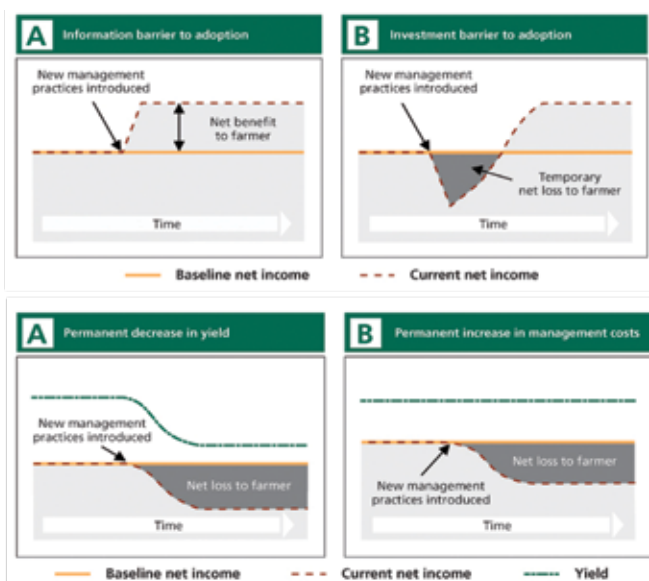 A Information barrier to adoption
New management
practices introduced
Net benefit
to farmer
Time
B Investment barrier to adoption
New management
practices introduced
Temporary
net loss to farmer
Time
Baseline net income Current net income
A Permanent decrease in yield
New management
practices introduced
Net loss to farmer
Time
B Permanent increase in management costs
Net loss to farmer
New management
practices introduced
Time
Baseline net income Current net income Yield